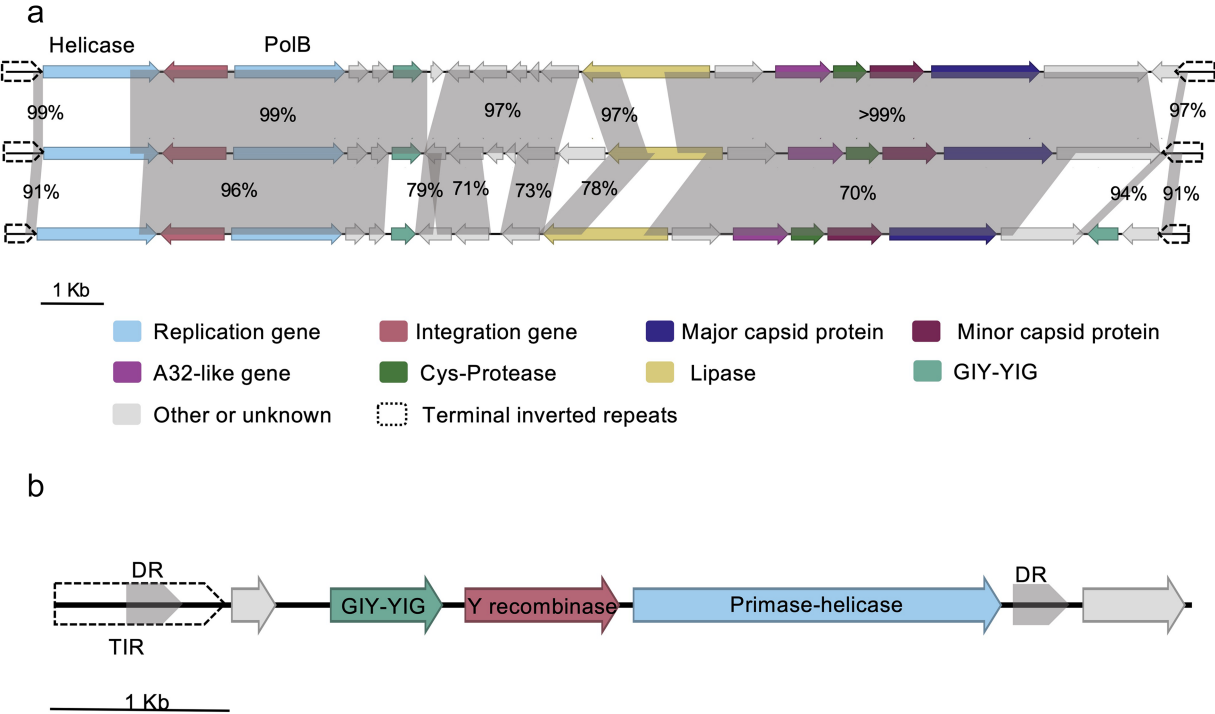 a
Helicase PolB
99% 99% 97% 97% >99% 97%
91% 96% 79% 71% 73% 78% 70% 94% 91%
1 Kb
Replication gene Integration gene Major capsid protein Minor capsid protein
A32-like gene Cys-Protease Lipase GIY-YIG
Other or unknown Terminal inverted repeats
b
DR DR
GIY-YIG Y recombinase Primase-helicase
TIR
1 Kb